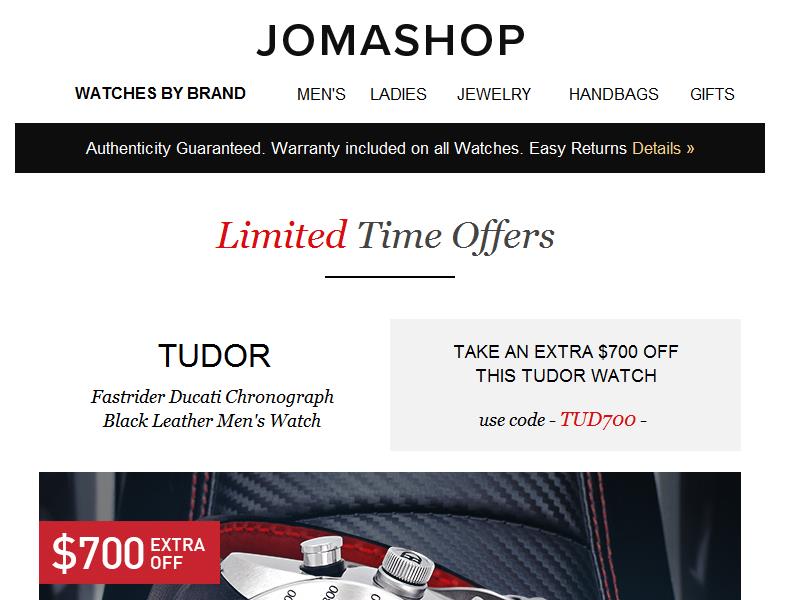 JOMASHOP
WATCHES BY BRAND MEN'S LADIES JEWELRY HANDBAGS GIFTS
Authenticity Guaranteed. Warranty included on all Watches. Easy Returns Details »
Limited Time Offers
TUDOR
Fastrider Ducati Chronograph
Black Leather Men's Watch
TAKE AN EXTRA $700 OFF
THIS TUDOR WATCH
use code - TUD700 -
$700 EXTRA
OFF